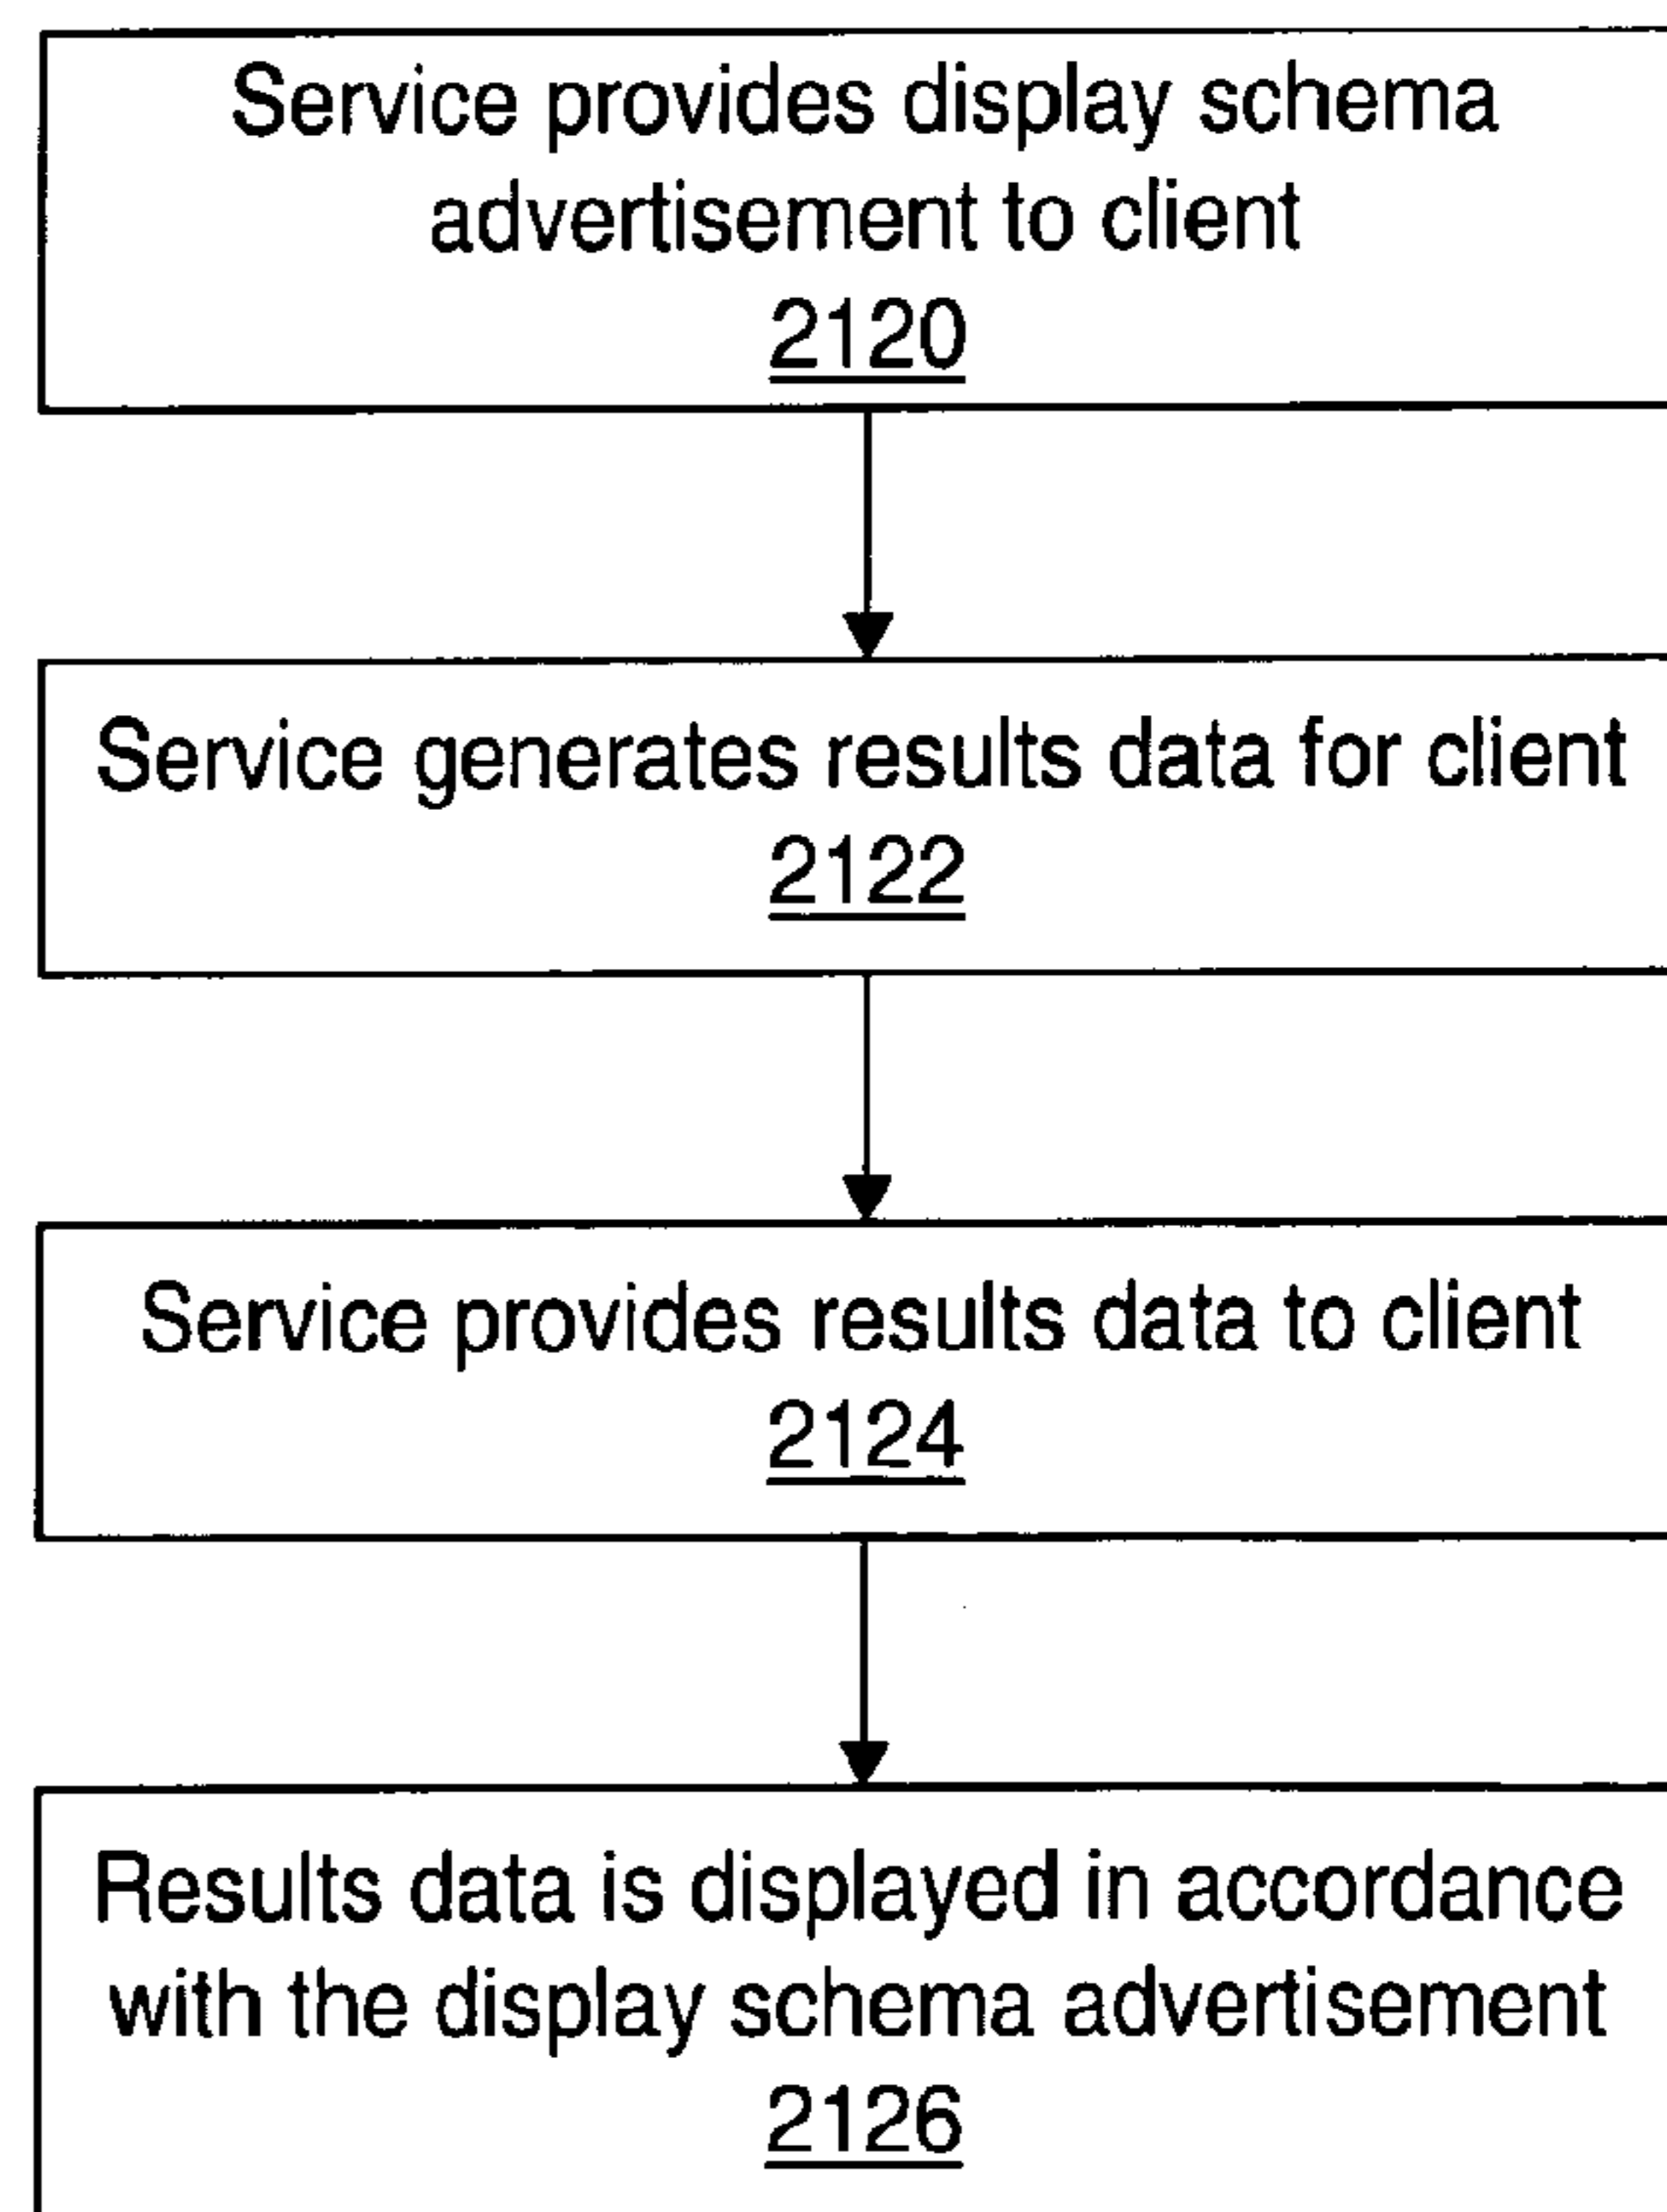 Service provides display schema
advertisement to client
2120
Service generates results data for client
2122
Service provides results data to client
2124
Results data is displayed in accordance
with the display schema advertisement
2126